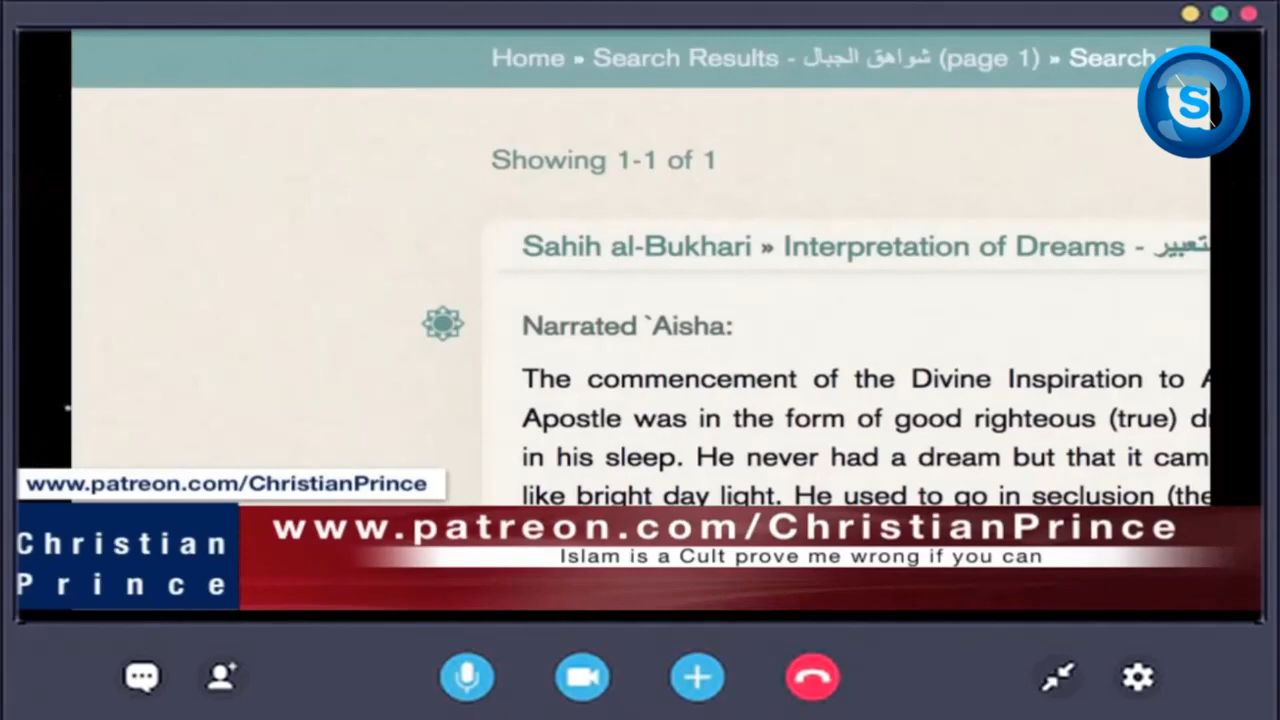 Home » Search Results - شواهق الجبال (page 1) » Search
Showing 1-1 of 1
Sahih al-Bukhari » Interpretation of Dreams -
Narrated `Aisha:
The commencement of the Divine Inspiration to
Apostle was in the form of good righteous (true)
in his sleep. He never had a dream but that it
like bright day light. He used to go in seclusion
www.patreon.com/ChristianPrince
www.patreon.com/ChristianPrince
Islam is a Cult prove me wrong if you can
Christian
Prince
S